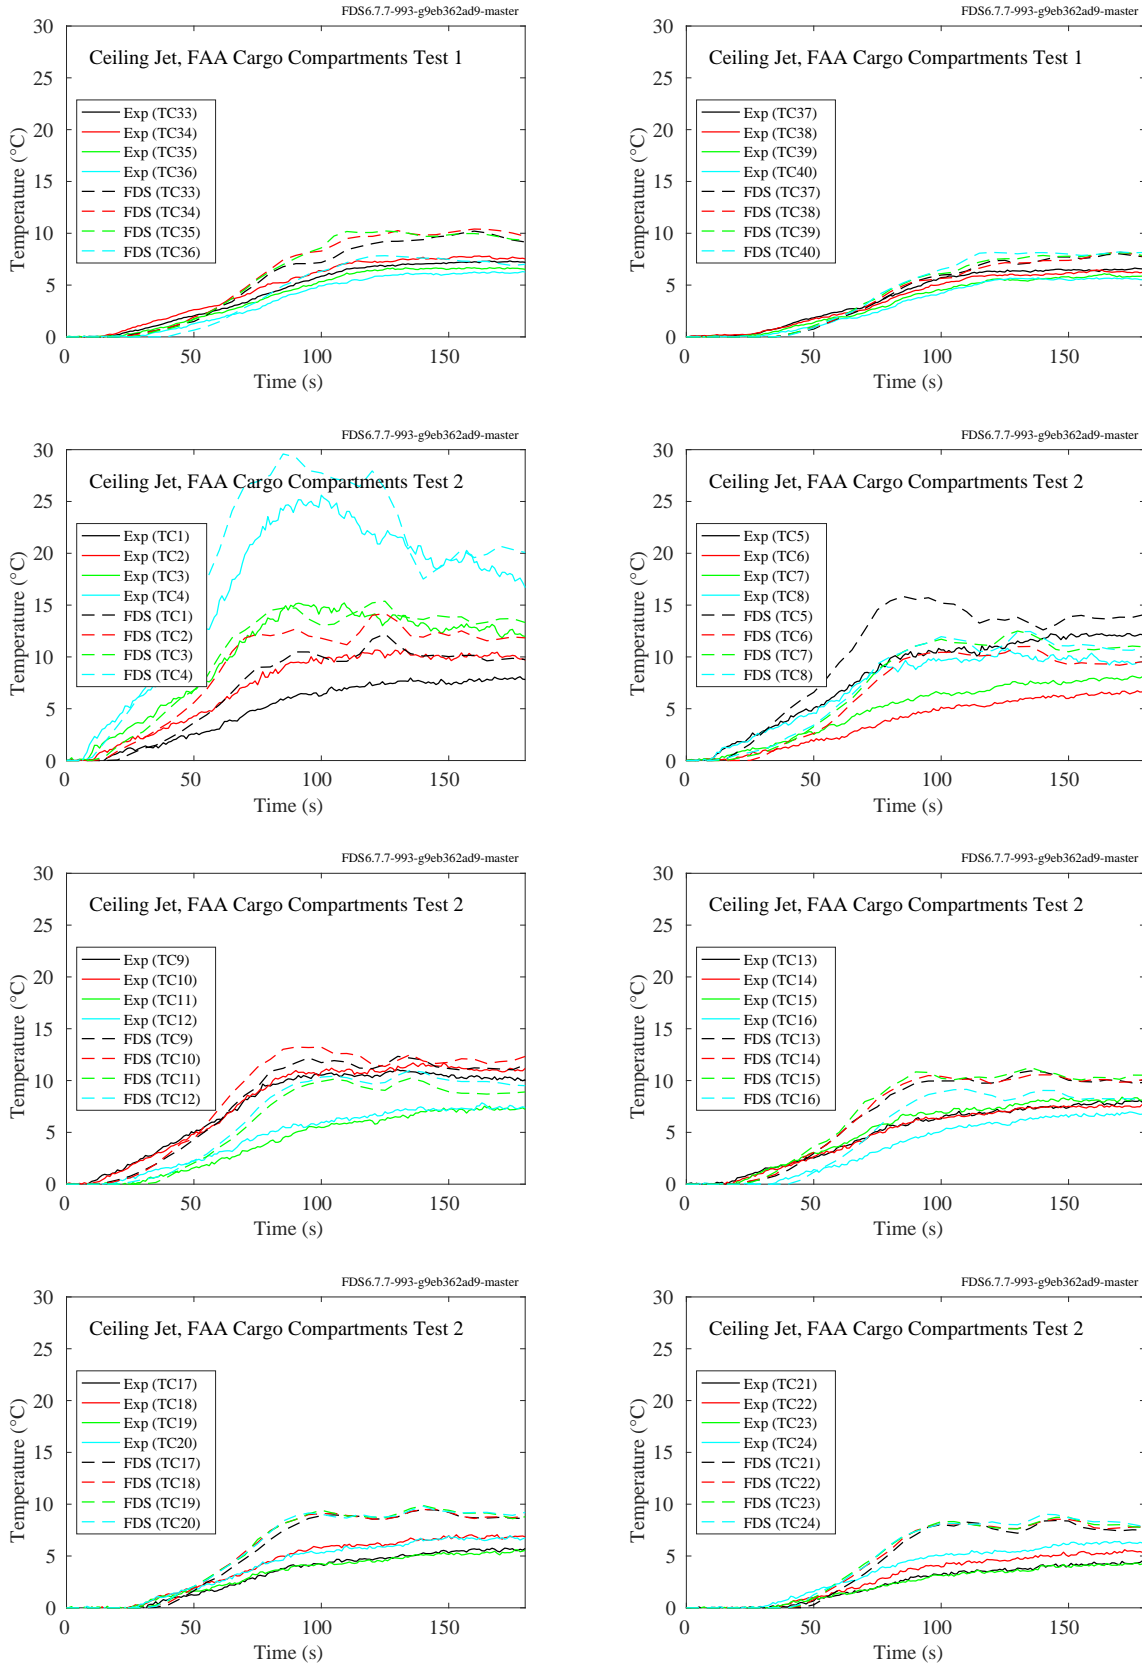 FDS6.7.7-993-g9eb362ad9-master
Ceiling Jet, FAA Cargo Compartments Test 1
Temperature (°C)
30
25
20
15
10
5
0
Exp (TC33)
Exp (TC34)
Exp (TC35)
Exp (TC36)
FDS (TC33)
FDS (TC34)
FDS (TC35)
FDS (TC36)
0 50 100 150
Time (s)
FDS6.7.7-993-g9eb362ad9-master
Ceiling Jet, FAA Cargo Compartments Test 1
Temperature (°C)
30
25
20
15
10
5
0
Exp (TC37)
Exp (TC38)
Exp (TC39)
Exp (TC40)
FDS (TC37)
FDS (TC38)
FDS (TC39)
FDS (TC40)
0 50 100 150
Time (s)
FDS6.7.7-993-g9eb362ad9-master
Ceiling Jet, FAA Cargo Compartments Test 2
Temperature (°C)
30
25
20
15
10
5
0
Exp (TC1)
Exp (TC2)
Exp (TC3)
Exp (TC4)
FDS (TC1)
FDS (TC2)
FDS (TC3)
FDS (TC4)
0 50 100 150
Time (s)
FDS6.7.7-993-g9eb362ad9-master
Ceiling Jet, FAA Cargo Compartments Test 2
Temperature (°C)
30
25
20
15
10
5
0
Exp (TC5)
Exp (TC6)
Exp (TC7)
Exp (TC8)
FDS (TC5)
FDS (TC6)
FDS (TC7)
FDS (TC8)
0 50 100 150
Time (s)
FDS6.7.7-993-g9eb362ad9-master
Ceiling Jet, FAA Cargo Compartments Test 2
Temperature (°C)
30
25
20
15
10
5
0
Exp (TC9)
Exp (TC10)
Exp (TC11)
Exp (TC12)
FDS (TC9)
FDS (TC10)
FDS (TC11)
FDS (TC12)
0 50 100 150
Time (s)
FDS6.7.7-993-g9eb362ad9-master
Ceiling Jet, FAA Cargo Compartments Test 2
Temperature (°C)
30
25
20
15
10
5
0
Exp (TC13)
Exp (TC14)
Exp (TC15)
Exp (TC16)
FDS (TC13)
FDS (TC14)
FDS (TC15)
FDS (TC16)
0 50 100 150
Time (s)
FDS6.7.7-993-g9eb362ad9-master
Ceiling Jet, FAA Cargo Compartments Test 2
Temperature (°C)
30
25
20
15
10
5
0
Exp (TC17)
Exp (TC18)
Exp (TC19)
Exp (TC20)
FDS (TC17)
FDS (TC18)
FDS (TC19)
FDS (TC20)
0 50 100 150
Time (s)
FDS6.7.7-993-g9eb362ad9-master
Ceiling Jet, FAA Cargo Compartments Test 2
Temperature (°C)
30
25
20
15
10
5
0
Exp (TC21)
Exp (TC22)
Exp (TC23)
Exp (TC24)
FDS (TC21)
FDS (TC22)
FDS (TC23)
FDS (TC24)
0 50 100 150
Time (s)